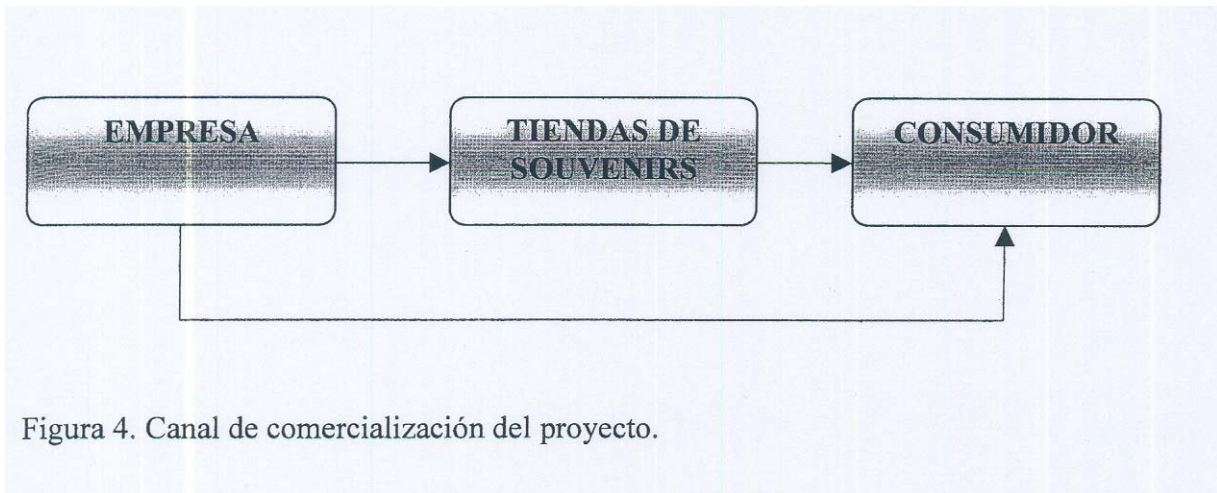 EMPRESA
TIENDAS DE
SOUVENIRS
CONSUMIDOR
Figura 4. Canal de comercialización del proyecto.